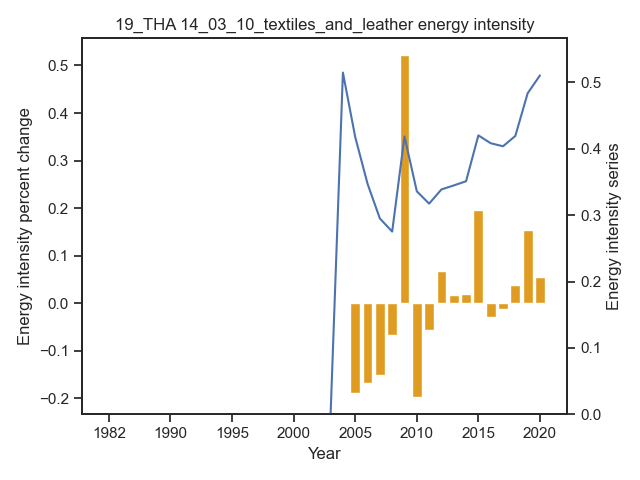 19_THA 14_03_10_textiles_and_leather energy intensity
Energy intensity percent change
0.5
0.4
0.3
0.2
0.1
0.0
−0.1
−0.2
0.5
0.4
0.3
0.2
0.1
0.0
Energy intensity series
1982 1990 1995 2000 2005 2010 2015 2020
Year